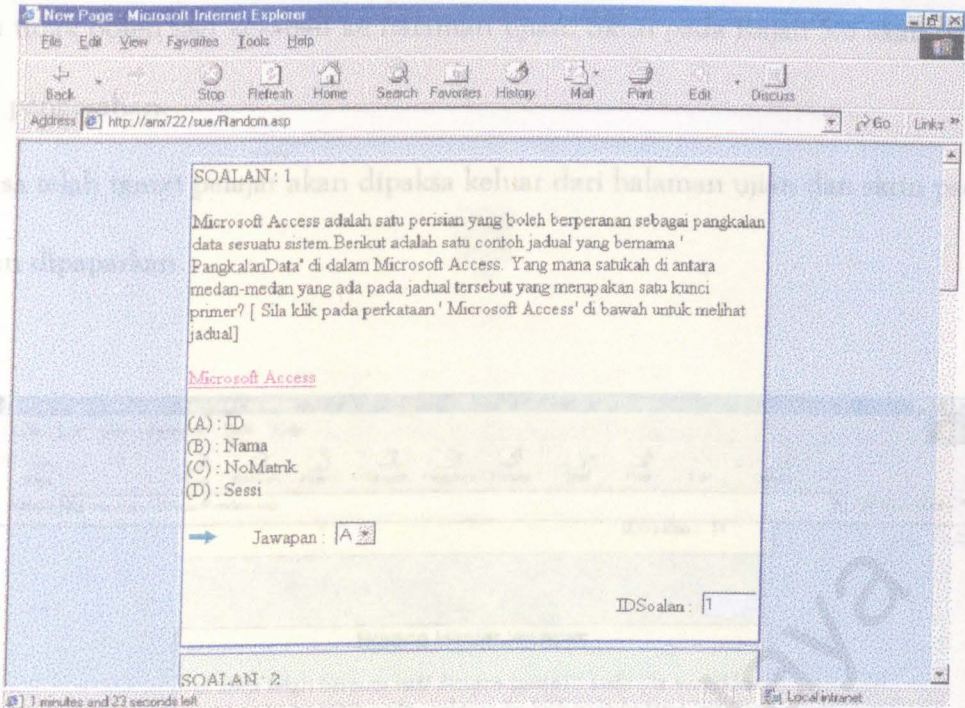 New Page - Microsoft Internet Explorer
File Edit View Favorites Tools Help
Back Stop Refresh Home Search Favorites History Mail Print Edit Discuss
Address http://anx722/sue/Random.asp Go Links »
SOALAN : 1
Microsoft Access adalah satu perisian yang boleh berperanan sebagai pangkalan
data sesuatu sistem.Berikut adalah satu contoh jadual yang bernama '
PangkalanData' di dalam Microsoft Access. Yang mana satukah di antara
medan-medan yang ada pada jadual tersebut yang merupakan satu kunci
primer? [ Sila klik pada perkataan ' Microsoft Access' di bawah untuk melihat
jadual]
Microsoft Access
(A) : ID
(B) : Nama
(C) : NoMatrik
(D) : Sessi
Jawapan : A
IDSoalan : 1
SOALAN 2
1 minutes and 23 seconds left Local intranet